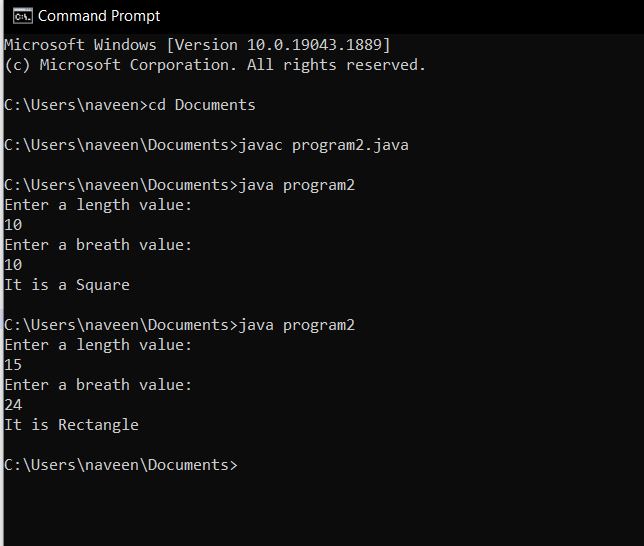 Command Prompt
Microsoft Windows [Version 10.0.19043.1889]
(c) Microsoft Corporation. All rights reserved.
C:\Users\naveen>cd Documents
C:\Users\naveen\Documents>javac program2.java
C:\Users\naveen\Documents>java program2
Enter a length value:
10
Enter a breath value:
10
It is a Square
C:\Users\naveen\Documents>java program2
Enter a length value:
15
Enter a breath value:
24
It is Rectangle
C:\Users\naveen\Documents>